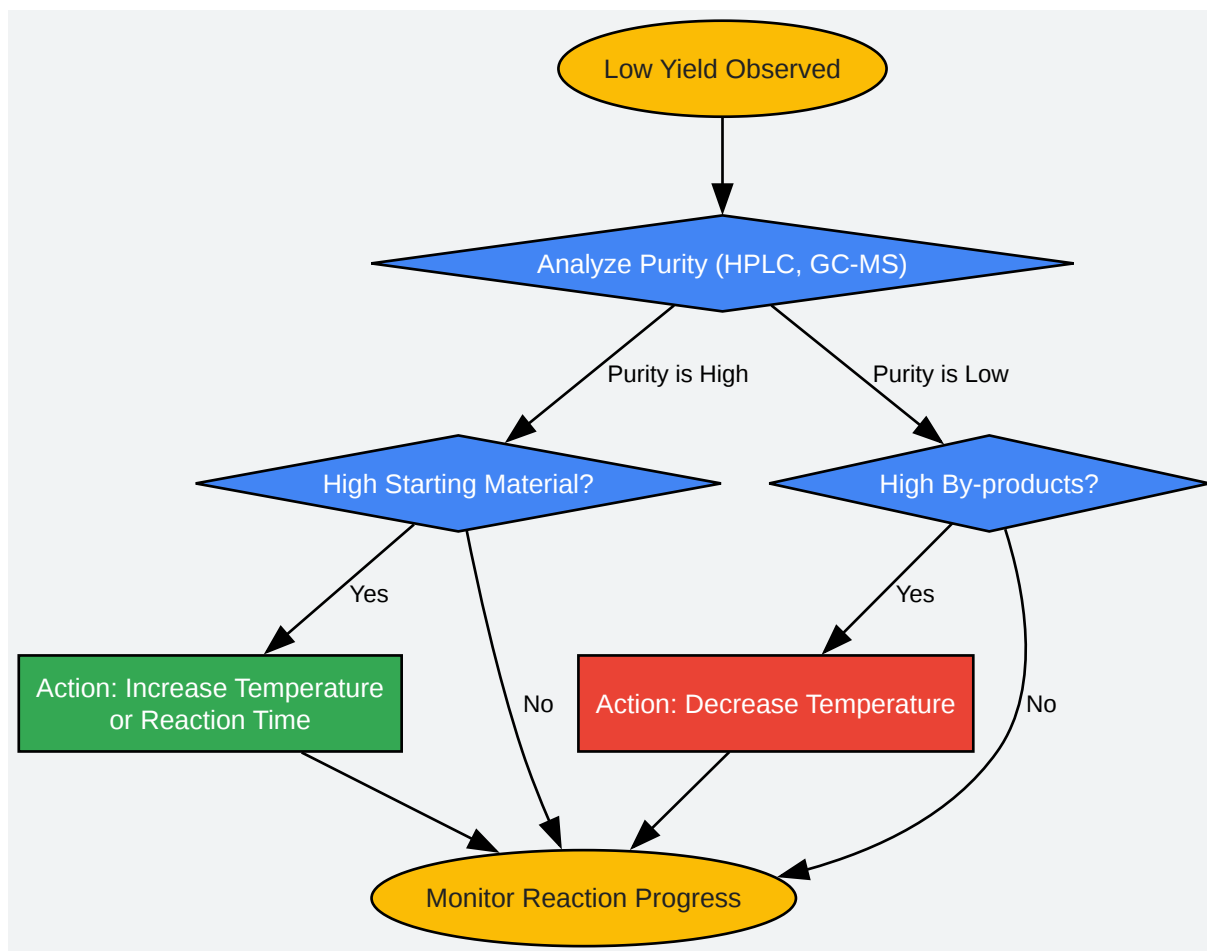 Low Yield Observed
Analyze Purity (HPLC, GC-MS)
Purity is High
Purity is Low
High Starting Material?
High By-products?
Yes
Yes
Action: Increase Temperature
or Reaction Time
No
Action: Decrease Temperature
No
Monitor Reaction Progress